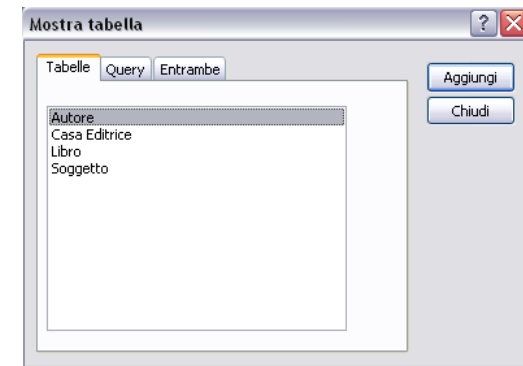 Mostra tabella
Tabelle Query Entrambe
Aggiungi
Chiudi
Autore
Casa Editrice
Libro
Soggetto